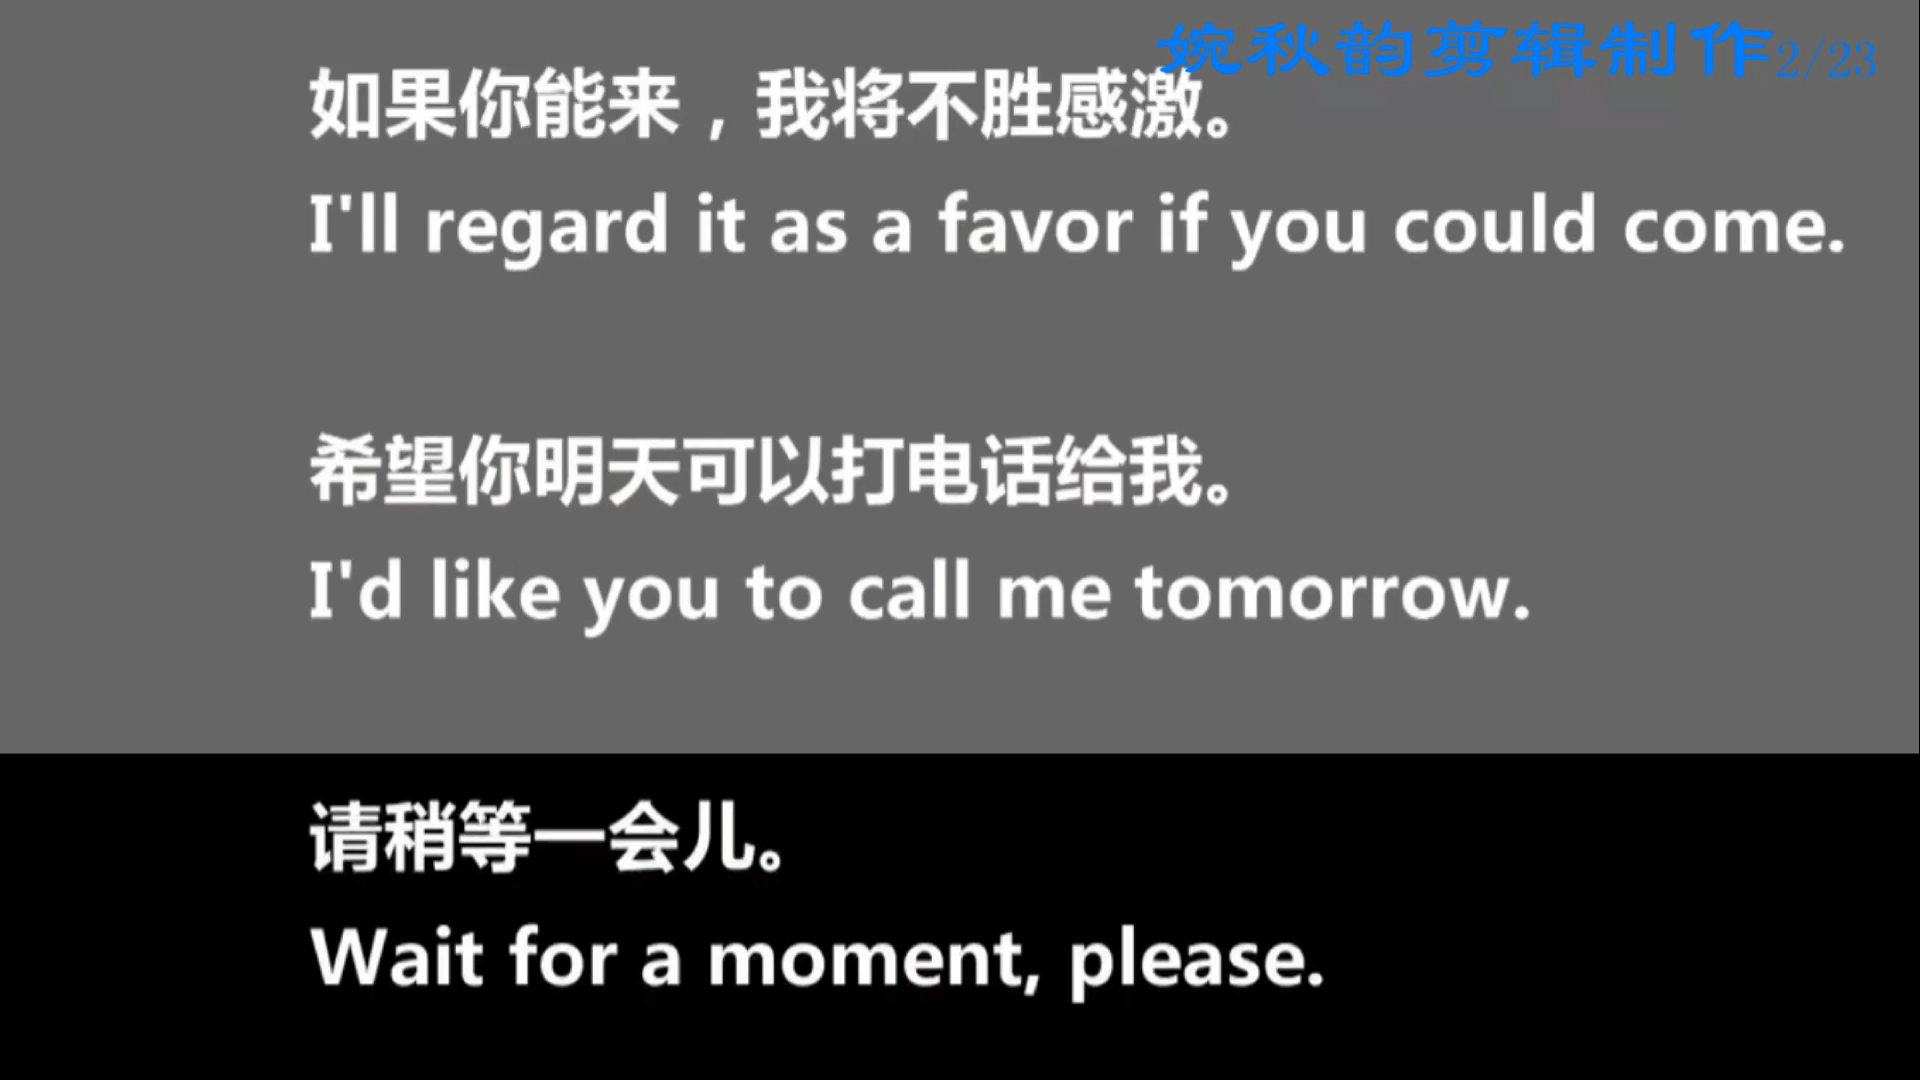 婉秋韵剪辑制作2/23
如果你能来，我将不胜感激。
I'll regard it as a favor if you could come.
希望你明天可以打电话给我。
I'd like you to call me tomorrow.
请稍等一会儿。
Wait for a moment, please.